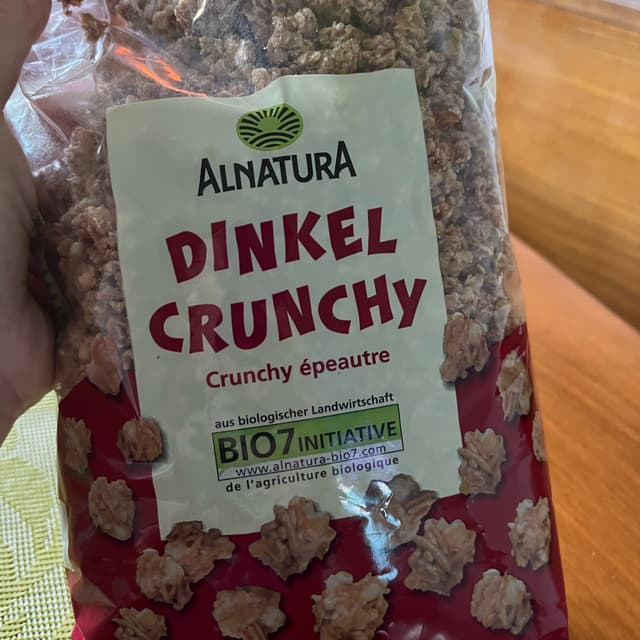 ALNATURA
DINKEL
CRUNCHY
Crunchy épeautre
aus biologischer Landwirtschaft
BIO7 INITIATIVE
www.alnatura-bio7.com
de l'agriculture biologique